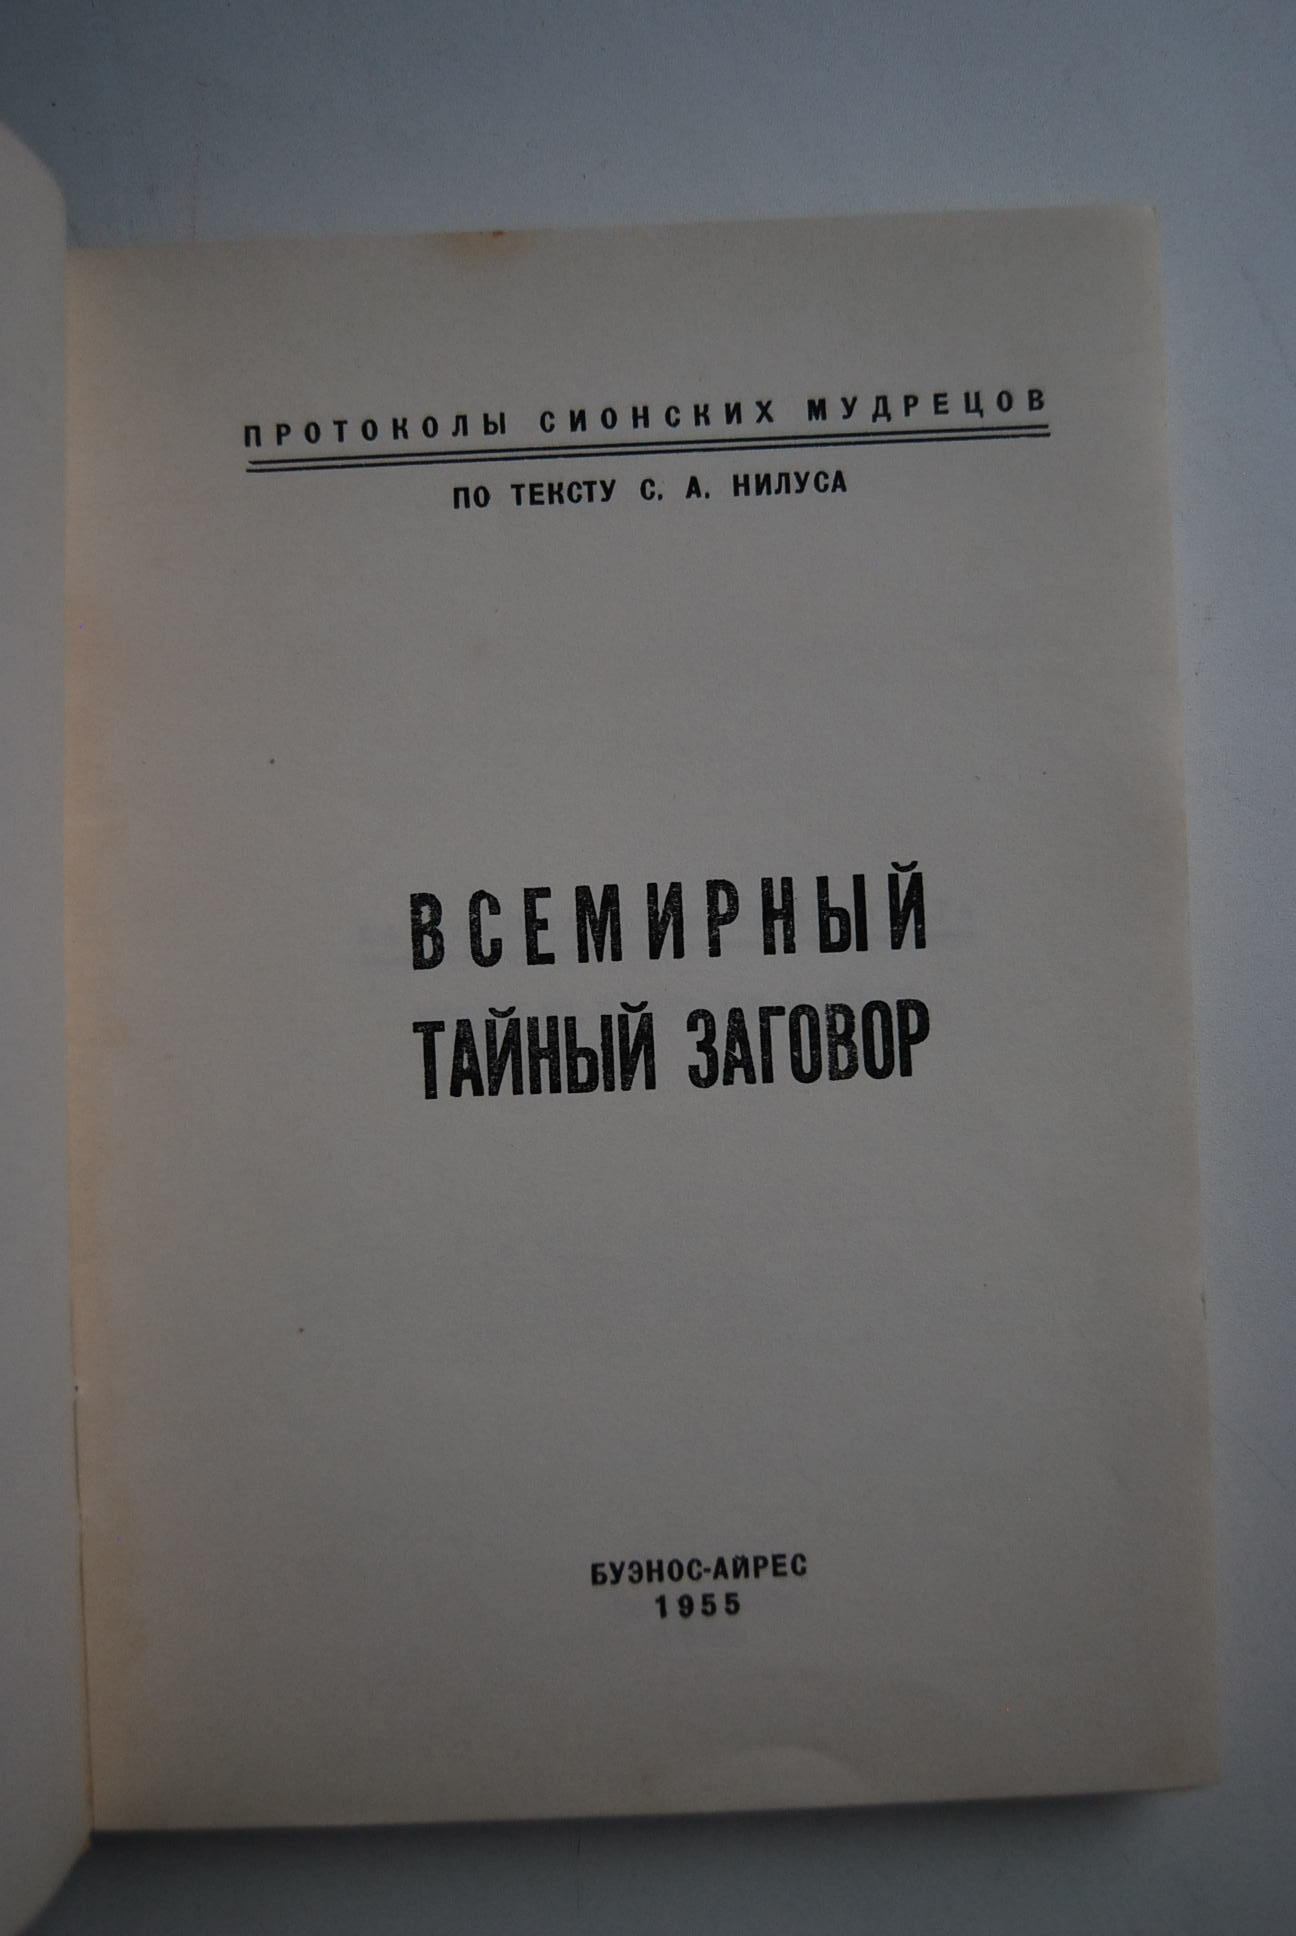 ПРОТОКОЛЫ СИОНСКИХ МУДРЕЦОВ
ПО ТЕКСТУ С. А. НИЛУСА
ВСЕМИРНЫЙ
ТАЙНЫЙ ЗАГОВОР
БУЭНОС-АЙРЕС
1955